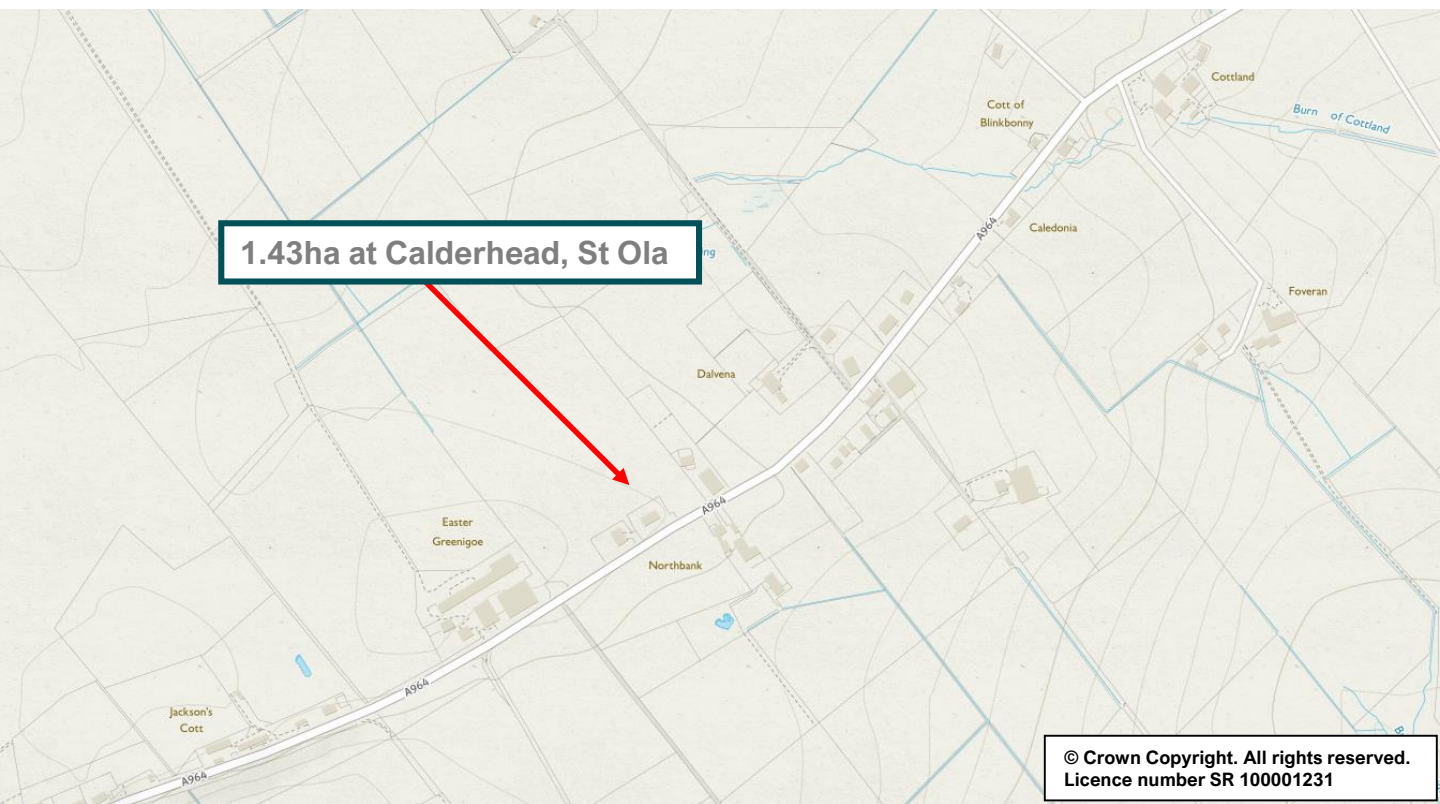 Cottland
Cott of
Blinkbonny
Burn of Cottland
1.43ha at Calderhead, St Ola
A964
Caledonia
Foveran
Dalvena
A964
Easter
Greenigoe
Northbank
A964
Jackson's
Cott
A964
© Crown Copyright. All rights reserved.
Licence number SR 100001231